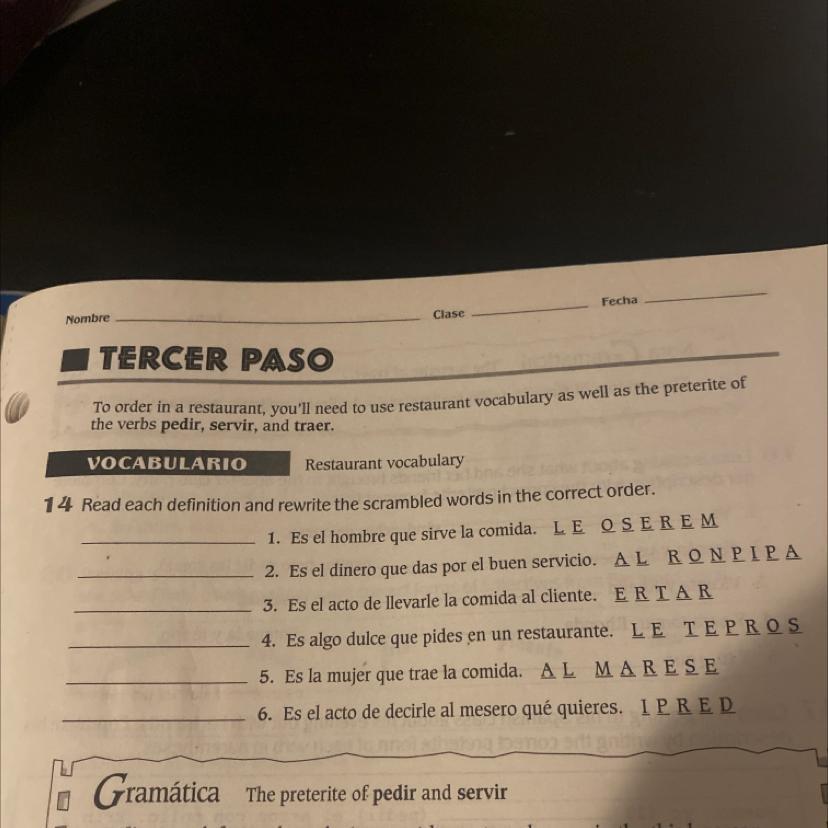 Nombre Clase Fecha
TERCER PASO
To order in a restaurant, you'll need to use restaurant vocabulary as well as the preterite of
the verbs pedir, servir, and traer.
VOCABULARIO Restaurant vocabulary
14 Read each definition and rewrite the scrambled words in the correct order.
1. Es el hombre que sirve la comida. L E O S E R E M
2. Es el dinero que das por el buen servicio. A L R O N P I P A
3. Es el acto de llevarle la comida al cliente. E R T A R
4. Es algo dulce que pides en un restaurante. L E T E P R O S
5. Es la mujer que trae la comida. A L M A R E S E
6. Es el acto de decirle al mesero qué quieres. I P R E D
Gramática The preterite of pedir and servir